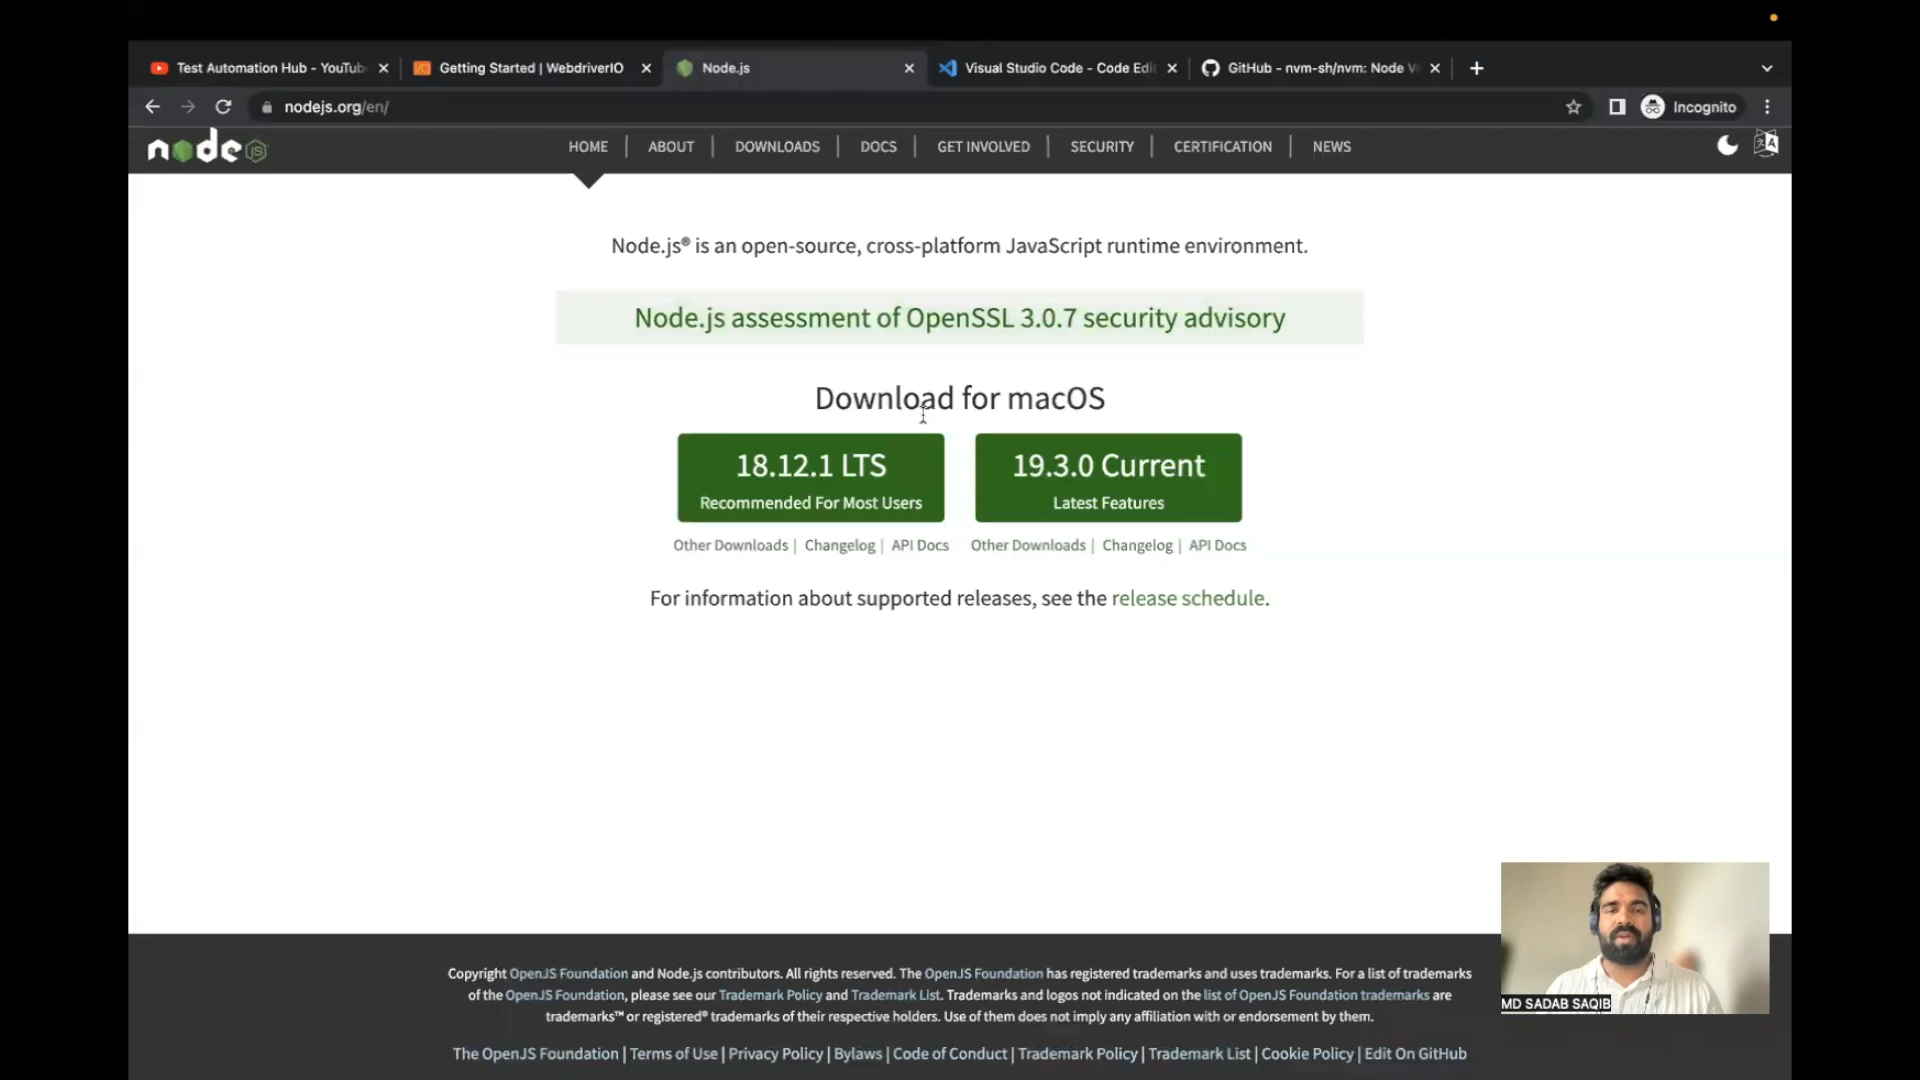 Test Automation Hub - YouTub
Getting Started | WebdriverIO
Node.js
Visual Studio Code - Code Edi
GitHub - nvm-sh/nvm: Node V
nodejs.org/en/
Incognito
node JS
HOME | ABOUT | DOWNLOADS | DOCS | GET INVOLVED | SECURITY | CERTIFICATION | NEWS
Node.js® is an open-source, cross-platform JavaScript runtime environment.
Node.js assessment of OpenSSL 3.0.7 security advisory
Download for macOS
18.12.1 LTS
Recommended For Most Users
19.3.0 Current
Latest Features
Other Downloads | Changelog | API Docs
Other Downloads | Changelog | API Docs
For information about supported releases, see the release schedule.
Copyright OpenJS Foundation and Node.js contributors. All rights reserved. The OpenJS Foundation has registered trademarks and uses trademarks. For a list of trademarks
of the OpenJS Foundation, please see our Trademark Policy and Trademark List. Trademarks and logos not indicated on the list of OpenJS Foundation trademarks are
trademarks™ or registered® trademarks of their respective holders. Use of them does not imply any affiliation with or endorsement by them.
The OpenJS Foundation | Terms of Use | Privacy Policy | Bylaws | Code of Conduct | Trademark Policy | Trademark List | Cookie Policy | Edit On GitHub
MD SADAB SAQIB